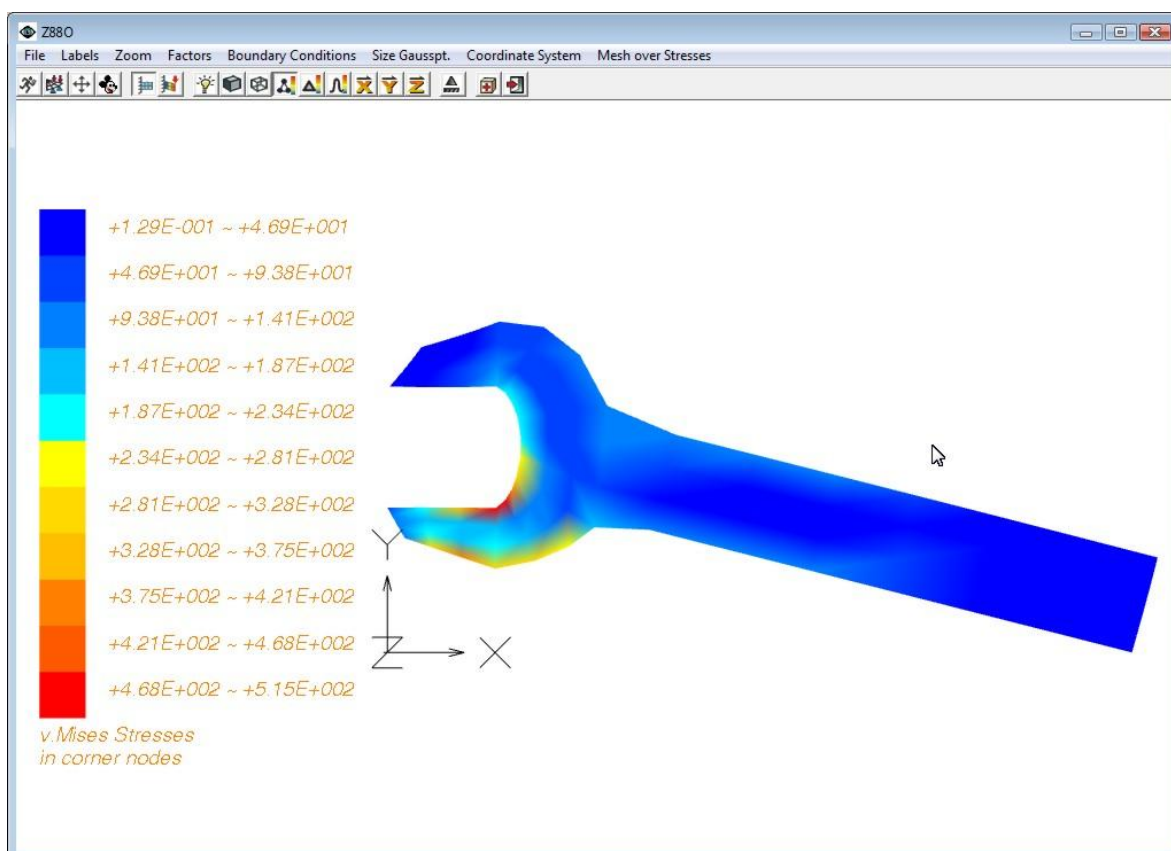 Z88O
File Labels Zoom Factors Boundary Conditions Size Gausspt. Coordinate System Mesh over Stresses
X Y Z
+1.29E-001 ~ +4.69E+001
+4.69E+001 ~ +9.38E+001
+9.38E+001 ~ +1.41E+002
+1.41E+002 ~ +1.87E+002
+1.87E+002 ~ +2.34E+002
+2.34E+002 ~ +2.81E+002
+2.81E+002 ~ +3.28E+002
+3.28E+002 ~ +3.75E+002
+3.75E+002 ~ +4.21E+002
+4.21E+002 ~ +4.68E+002
+4.68E+002 ~ +5.15E+002
v.Mises Stresses
in corner nodes
Y
Z X